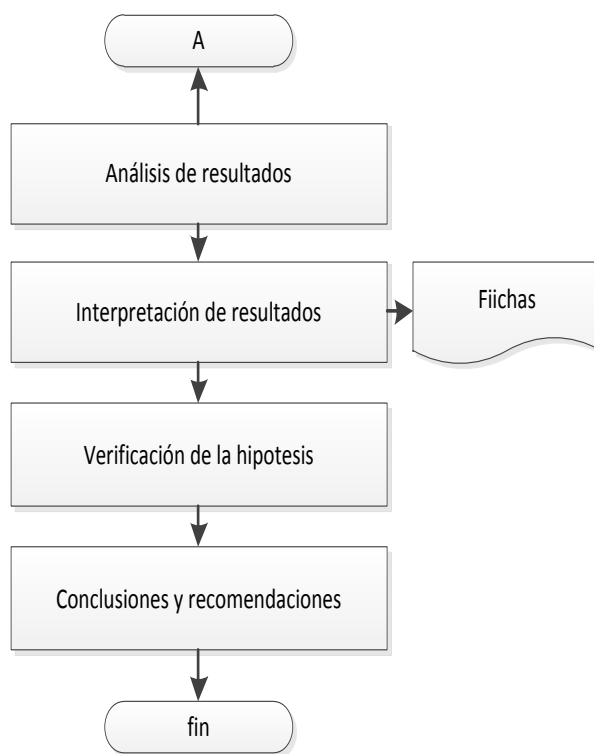 A
Análisis de resultados
Interpretación de resultados
Fiichas
Verificación de la hipotesis
Conclusiones y recomendaciones
fin